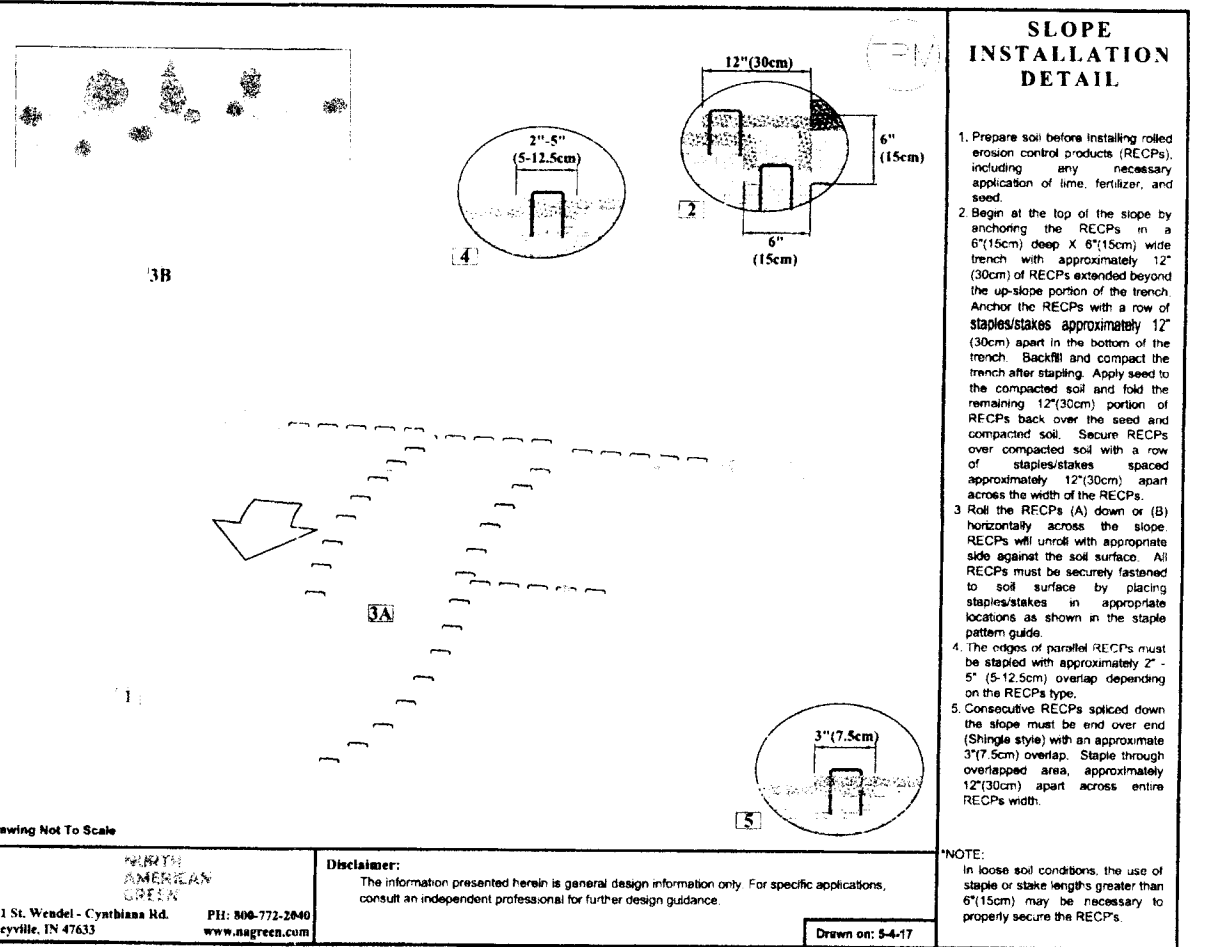 EPM
12"(30cm)
6"
(15cm)
2
6"
(15cm)
2"-5"
(5-12.5cm)
4
3B
3A
1
3"(7.5cm)
5
awing Not To Scale
NORTH
AMERICAN
GREEN
1 St. Wendel - Cynthiana Rd.
eyville, IN 47633
PH: 800-772-2040
www.nagreen.com
Disclaimer:
The information presented herein is general design information only. For specific applications,
consult an independent professional for further design guidance.
Drawn on: 5-4-17
SLOPE
INSTALLATION
DETAIL
1. Prepare soil before installing rolled
erosion control products (RECPs),
including any necessary
application of lime, fertilizer, and
seed.
2. Begin at the top of the slope by
anchoring the RECPs in a
6"(15cm) deep X 6"(15cm) wide
trench with approximately 12"
(30cm) of RECPs extended beyond
the up-slope portion of the trench.
Anchor the RECPs with a row of
staples/stakes approximately 12"
(30cm) apart in the bottom of the
trench. Backfill and compact the
trench after stapling. Apply seed to
the compacted soil and fold the
remaining 12"(30cm) portion of
RECPs back over the seed and
compacted soil. Secure RECPs
over compacted soil with a row
of staples/stakes spaced
approximately 12"(30cm) apart
across the width of the RECPs.
3 Roll the RECPs (A) down or (B)
horizontally across the slope.
RECPs will unroll with appropriate
side against the soil surface. All
RECPs must be securely fastened
to soil surface by placing
staples/stakes in appropriate
locations as shown in the staple
pattern guide.
4. The edges of parallel RECPs must
be stapled with approximately 2" -
5" (5-12.5cm) overlap depending
on the RECPs type.
5. Consecutive RECPs spliced down
the slope must be end over end
(Shingle style) with an approximate
3"(7.5cm) overlap. Staple through
overlapped area, approximately
12"(30cm) apart across entire
RECPs width.
*NOTE:
In loose soil conditions, the use of
staple or stake lengths greater than
6"(15cm) may be necessary to
properly secure the RECP's.